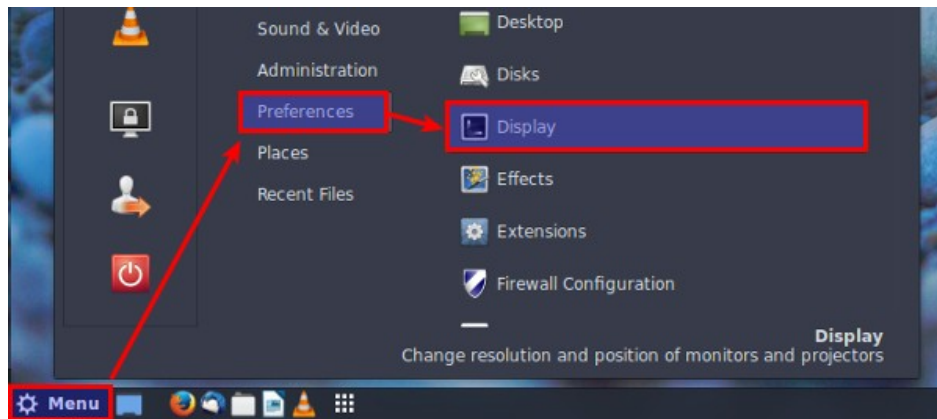 Sound & Video
Administration
Preferences
Places
Recent Files
Desktop
Disks
Display
Effects
Extensions
Firewall Configuration
Display
Change resolution and position of monitors and projectors
Menu